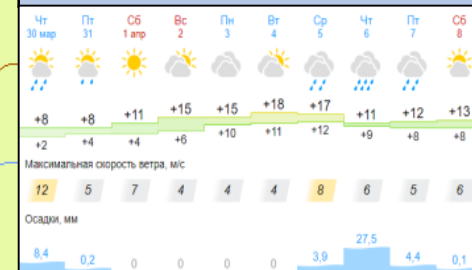 Чт Пт Сб Вс Пн Вт Ср Чт Пт Сб
30 мар 31 1 апр 2 3 4 5 6 7 8
+8 +8 +11 +15 +15 +18 +17 +11 +12 +13
+2 +4 +4 +6 +10 +11 +12 +9 +8 +8
Максимальная скорость ветра, м/с
12 5 7 4 4 4 8 6 5 6
Осадки, мм
8,4 0,2 0 0 0 0 3,9 27,5 4,4 0,1